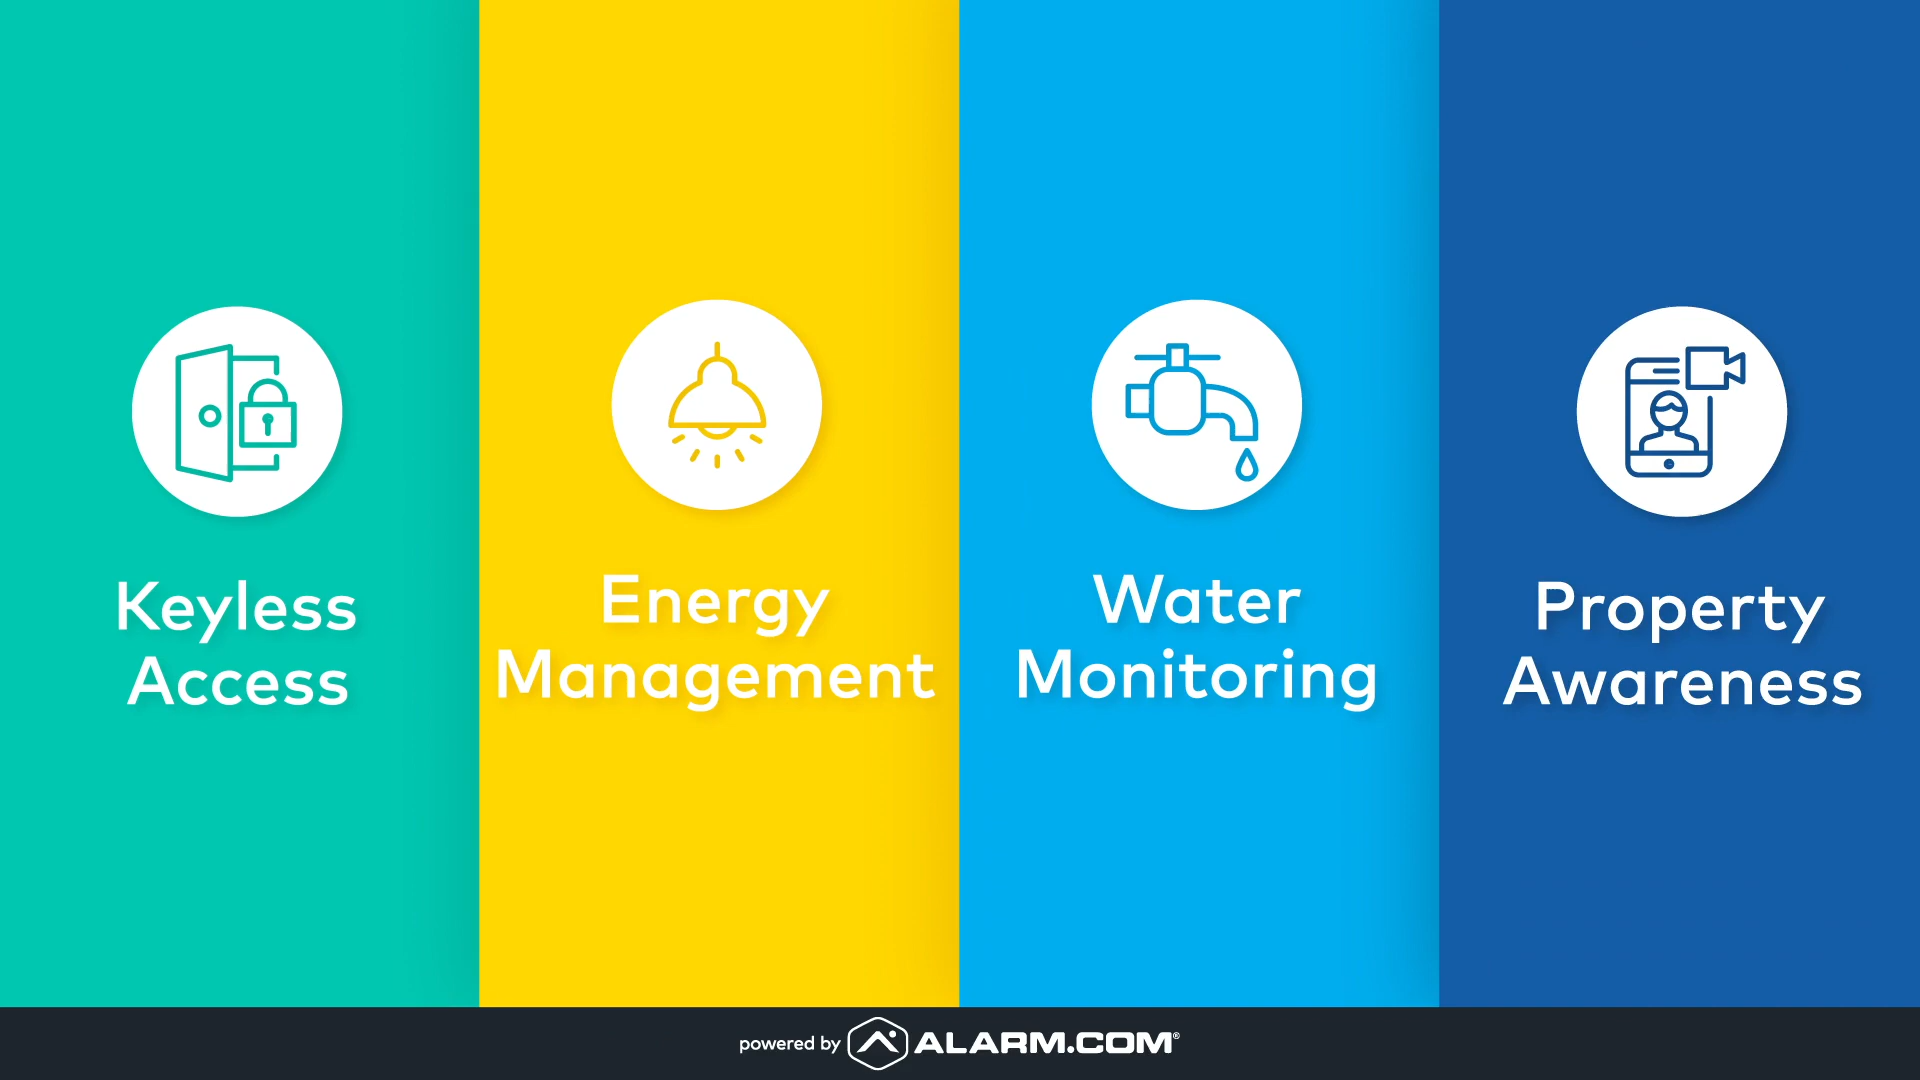 Keyless
Access
Energy
Management
Water
Monitoring
Property
Awareness
powered by ALARM.COM®